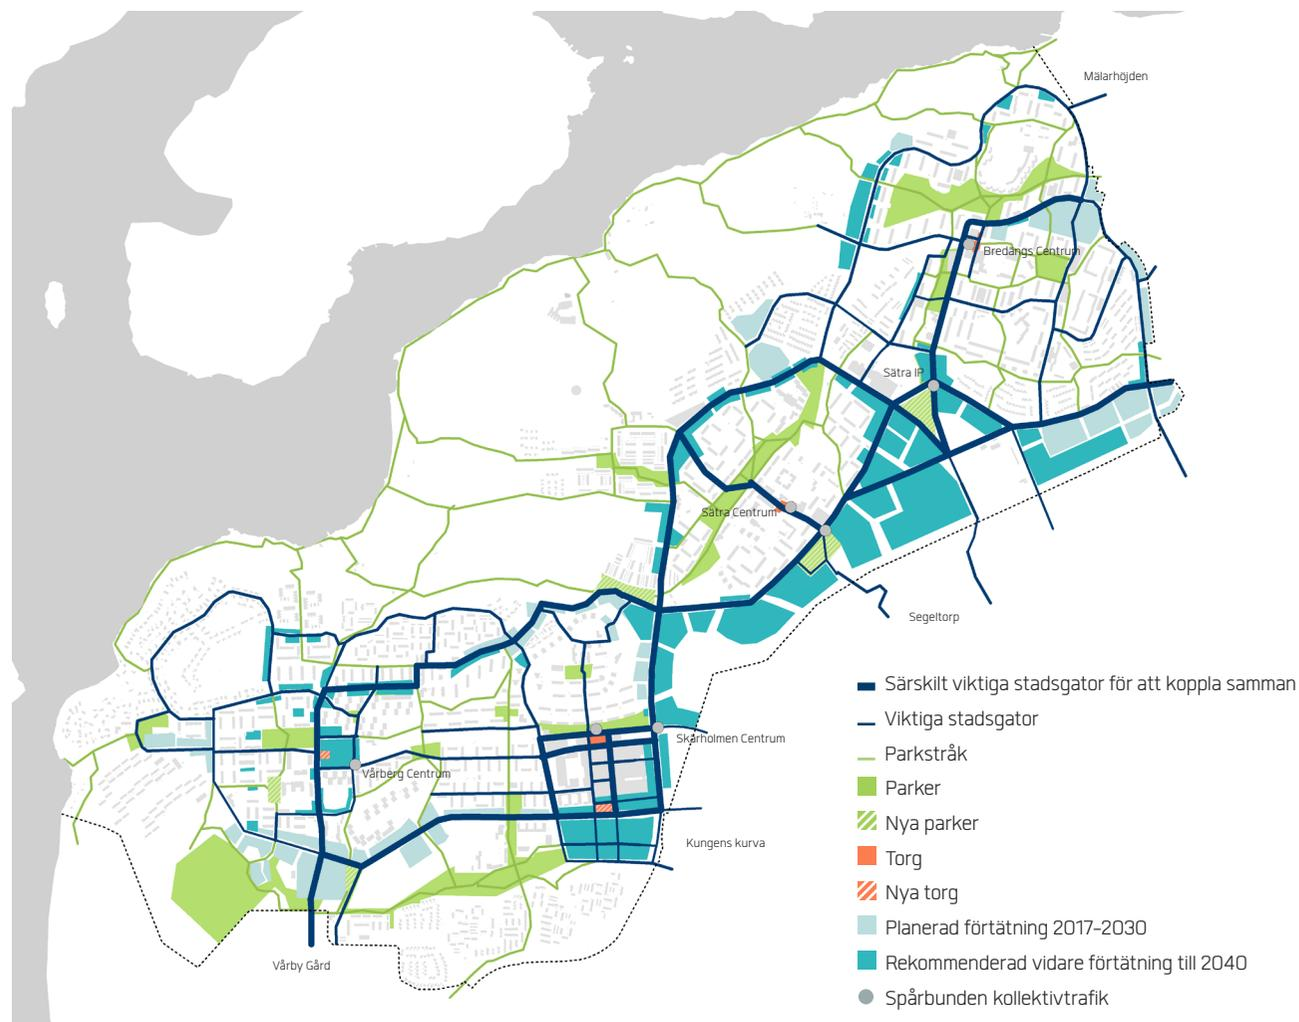 Mälarhöjden
Bredängs Centrum
Sätra IP
Sätra Centrum
Segeltorp
Skärholmen Centrum
Vårberg Centrum
Kungens kurva
Vårby Gård
Särskilt viktiga stadsgator för att koppla samman
Viktiga stadsgator
Parkstråk
Parker
Nya parker
Torg
Nya torg
Planerad förtätning 2017–2030
Rekommenderad vidare förtätning till 2040
Spårbunden kollektivtrafik